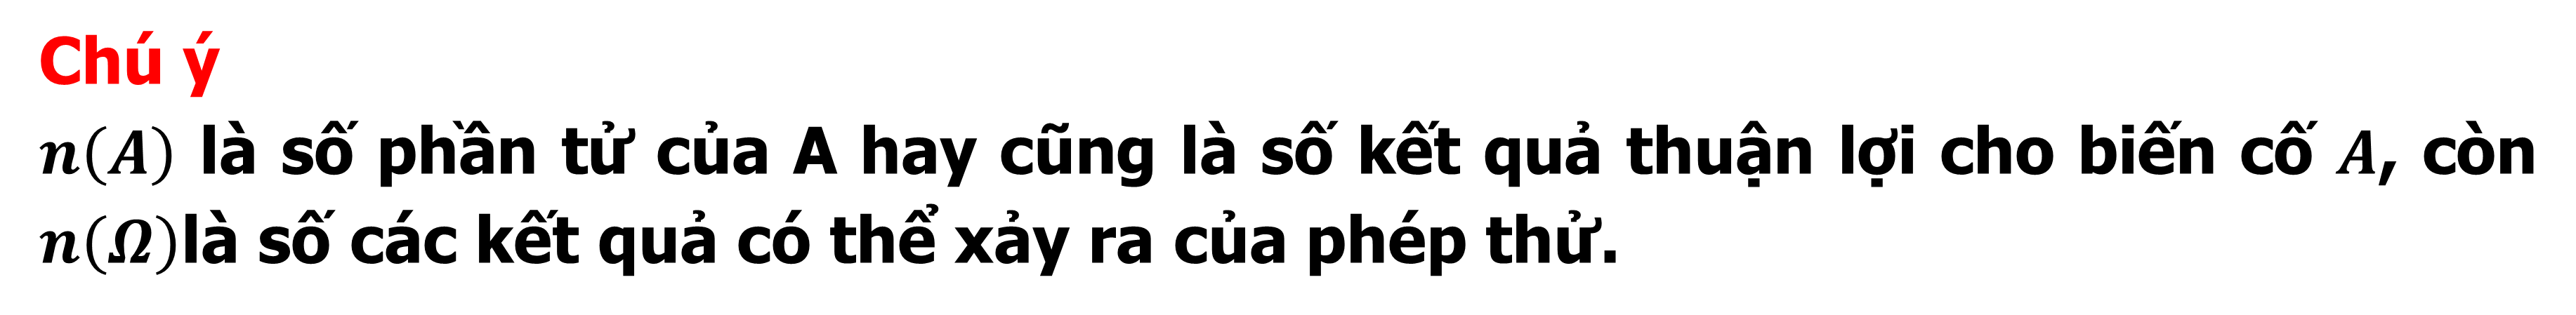 Chú ý
n(A) là số phần tử của A hay cũng là số kết quả thuận lợi cho biến cố A, còn
n(Ω)là số các kết quả có thể xảy ra của phép thử.